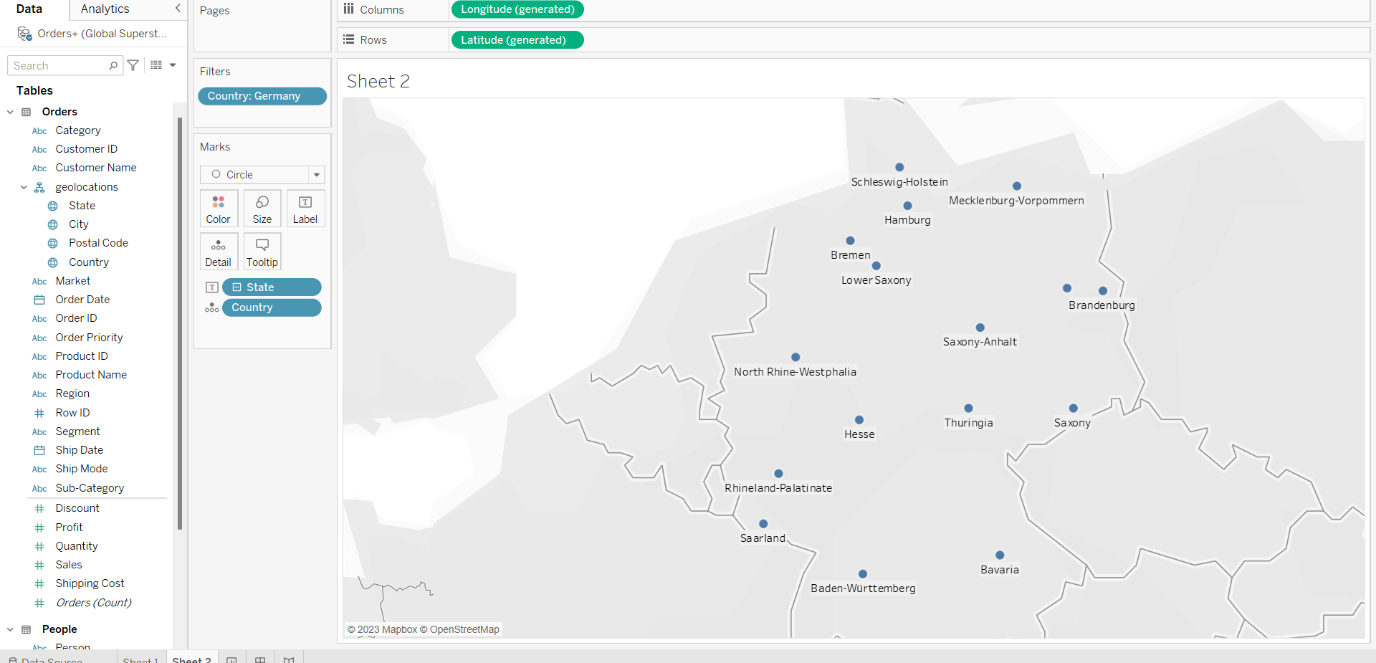 Data
Analytics
Orders+ (Global Superst...
Search
Tables
Orders
Abc Category
Abc Customer ID
Abc Customer Name
geolocations
State
City
Postal Code
Country
Abc Market
Order Date
Abc Order ID
Abc Order Priority
Abc Product ID
Abc Product Name
Abc Region
# Row ID
Abc Segment
Ship Date
Abc Ship Mode
Abc Sub-Category
# Discount
# Profit
# Quantity
# Sales
# Shipping Cost
# Orders (Count)
People
Abc Person
Pages
Filters
Country: Germany
Marks
Circle
Color Size Label
Detail Tooltip
State
Country
Columns Longitude (generated)
Rows Latitude (generated)
Sheet 2
Schleswig-Holstein
Mecklenburg-Vorpommern
Hamburg
Bremen
Lower Saxony
Brandenburg
Saxony-Anhalt
North Rhine-Westphalia
Thuringia
Saxony
Hesse
Rhineland-Palatinate
Saarland
Bavaria
Baden-Württemberg
© 2023 Mapbox © OpenStreetMap
Data Source Sheet 1 Sheet 2